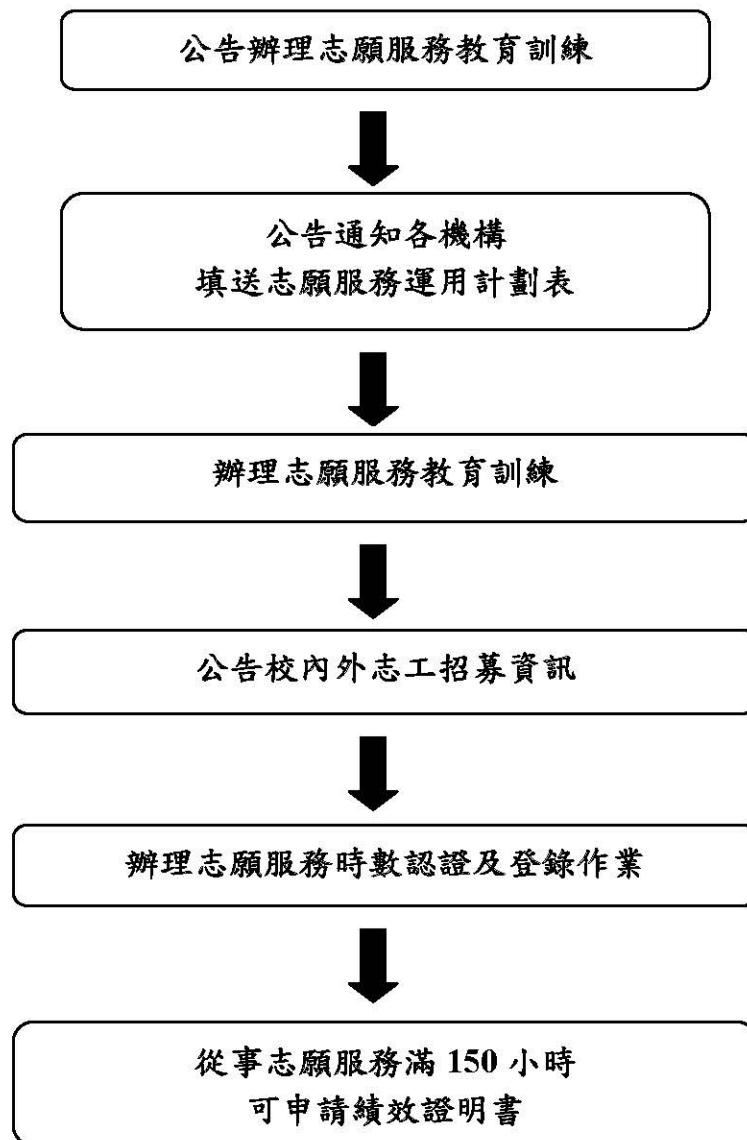 公告辦理志願服務教育訓練
公告通知各機構
填送志願服務運用計劃表
辦理志願服務教育訓練
公告校內外志工招募資訊
辦理志願服務時數認證及登錄作業
從事志願服務滿 150 小時
可申請績效證明書